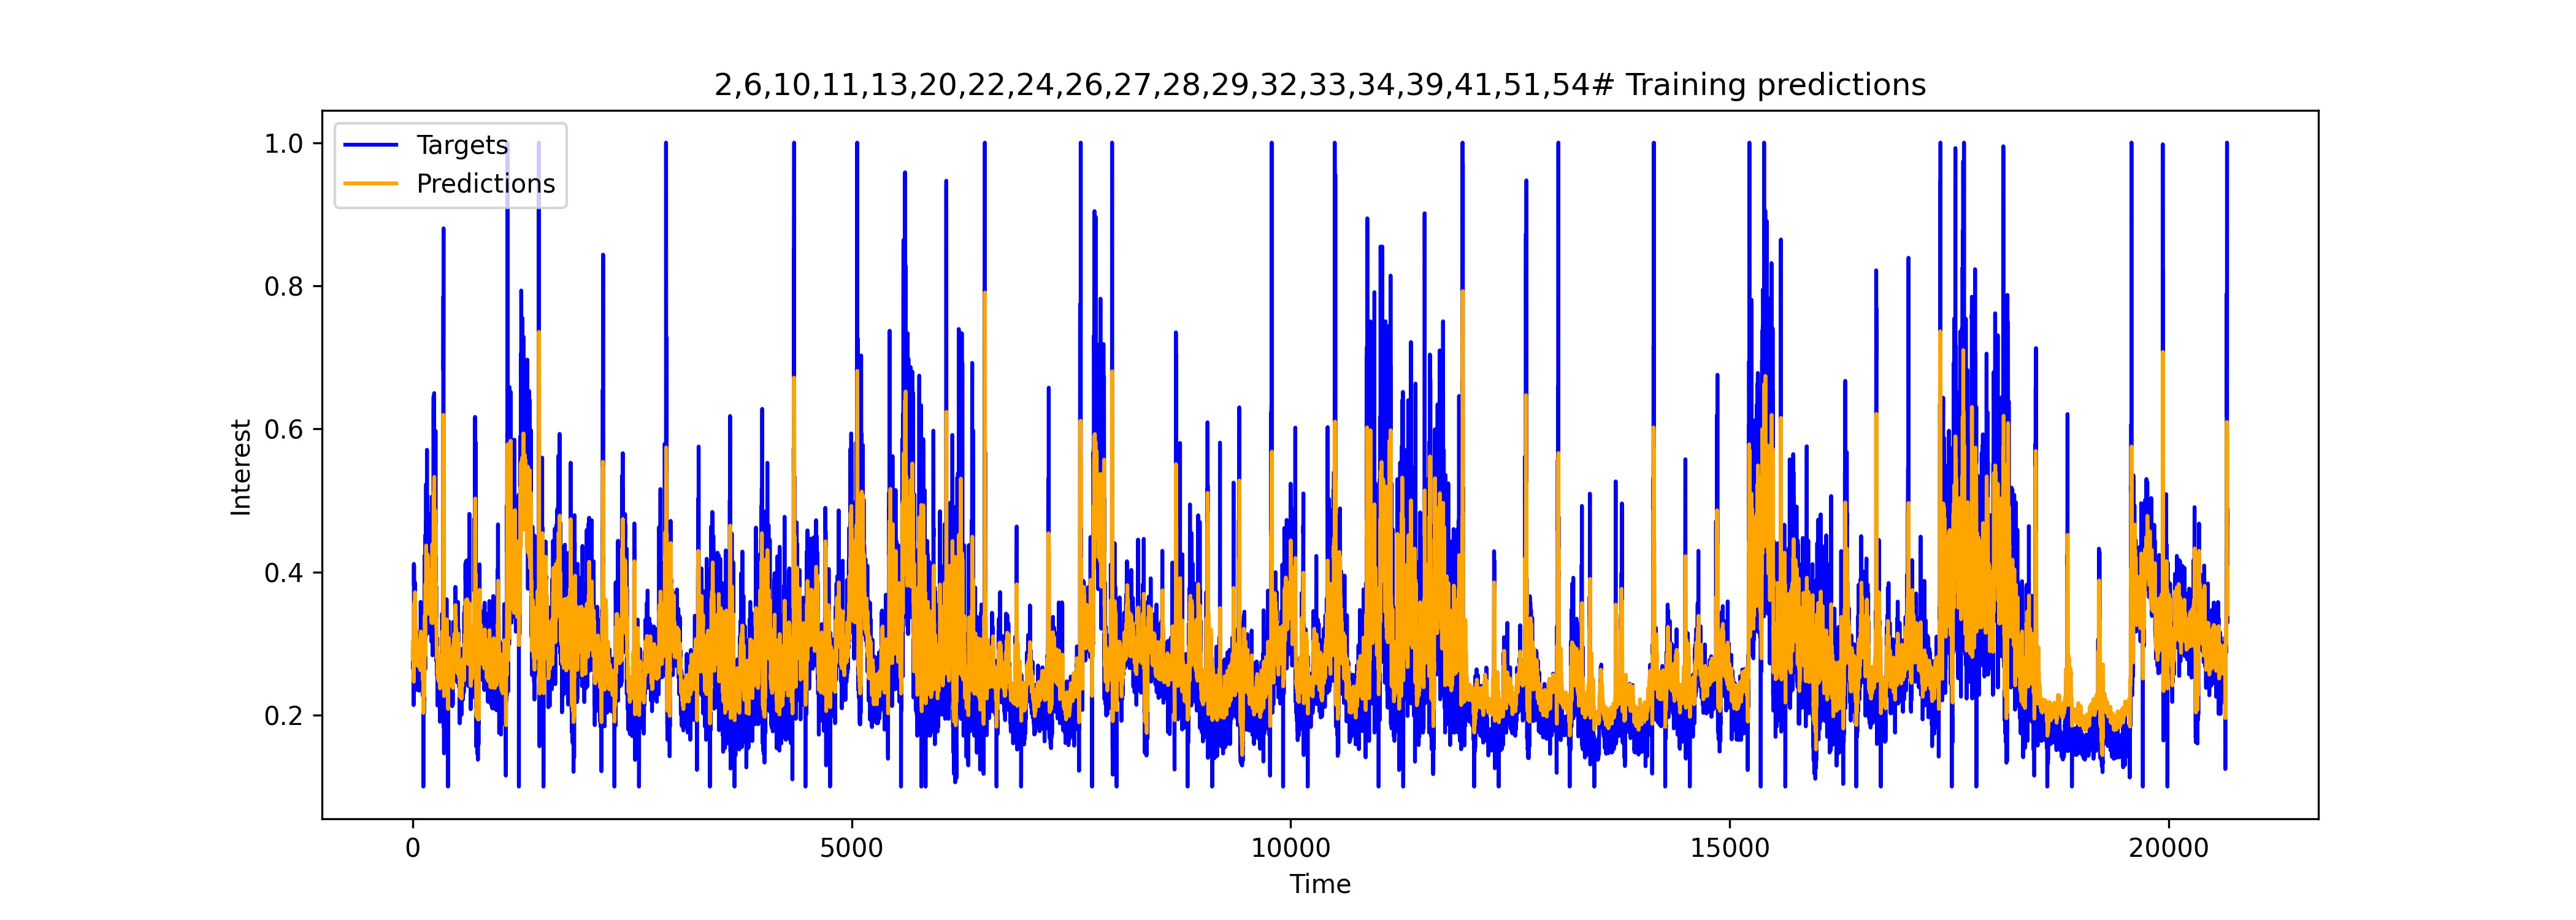 2,6,10,11,13,20,22,24,26,27,28,29,32,33,34,39,41,51,54# Training predictions
Targets
Predictions
1.0
0.8
0.6
0.4
0.2
Interest
0
5000
10000
15000
20000
Time